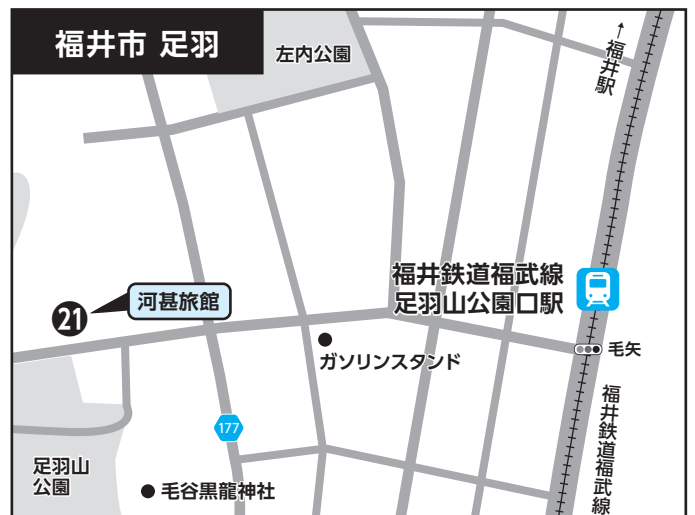 福井市 足羽
左内公園
↑福井駅
福井鉄道福武線
足羽山公園口駅
河甚旅館
21
ガソリンスタンド
毛矢
177
福井鉄道福武線
足羽山
公園
毛谷黒龍神社